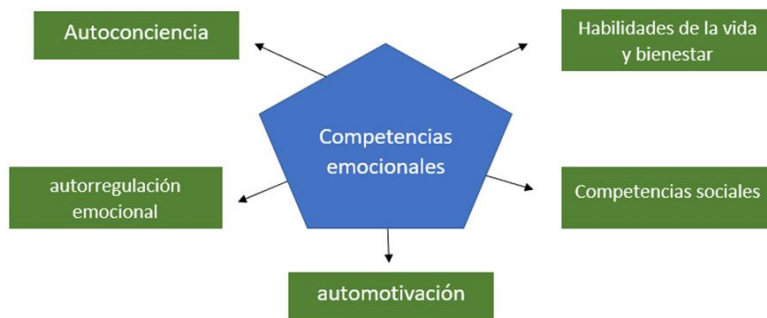 Autoconciencia
Habilidades de la vida
y bienestar
Competencias
emocionales
autorregulación
emocional
Competencias sociales
automotivación